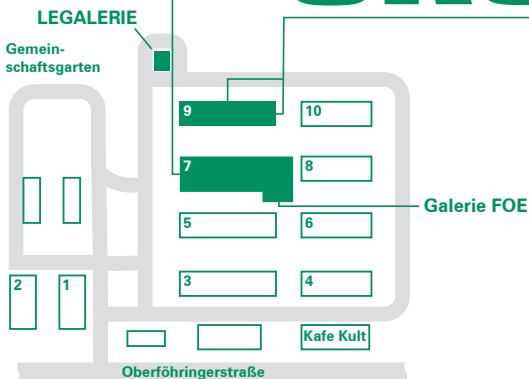 LEGALERIE
Gemein-
schaftsgarten
9
10
7
8
Galerie FOE
5
6
2
1
3
4
Kafe Kult
Oberföhringerstraße